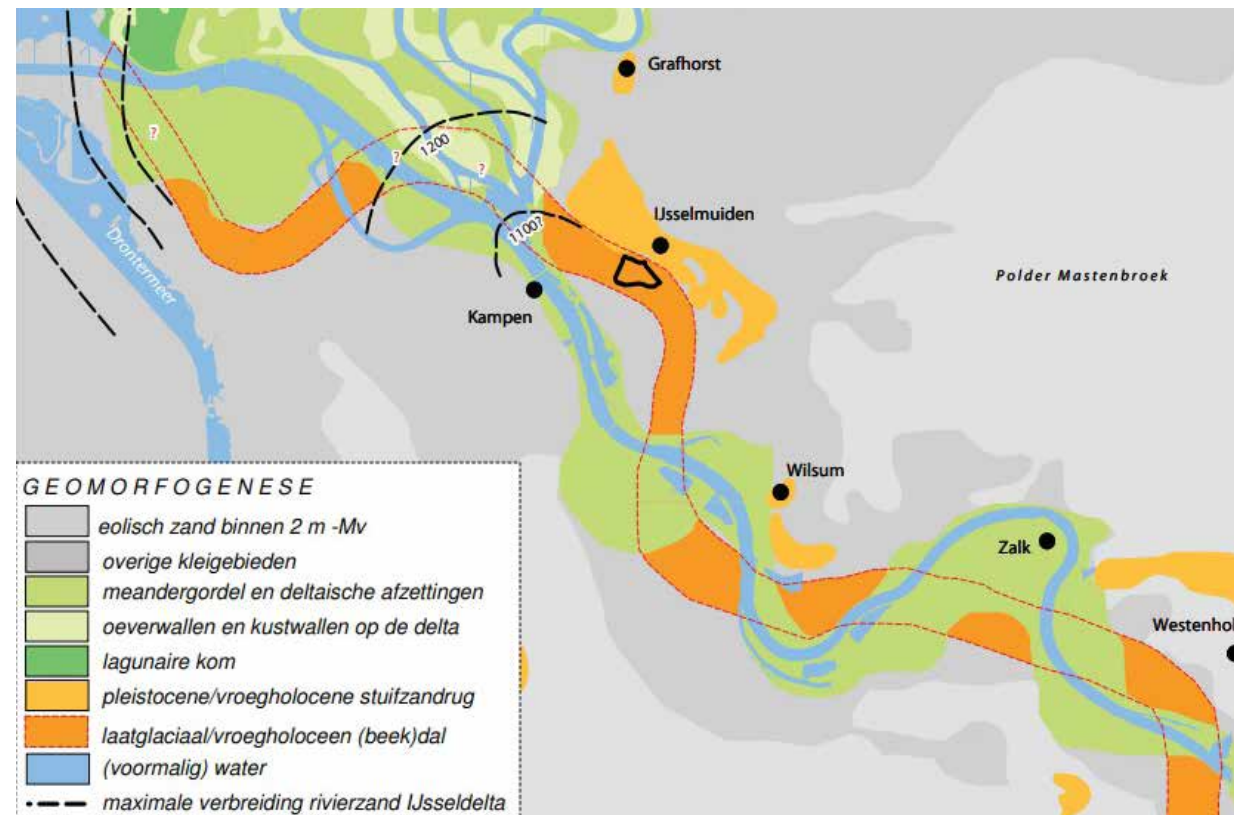 Grafhorst
?
1200
?
?
IJsselmuiden
1100?
Drontermeer
Polder Mastenbroek
Kampen
Wilsum
Zalk
Westenhol
GEOMORFOGENESE
eolisch zand binnen 2 m -Mv
overige kleigebieden
meandergordel en deltaische afzettingen
oeverwallen en kustwallen op de delta
lagunaire kom
pleistocene/vroegholocene stuifzandrug
laatglaciaal/vroegholoceen (beek)dal
(voormalig) water
maximale verbreiding rivierzand IJsseldelta